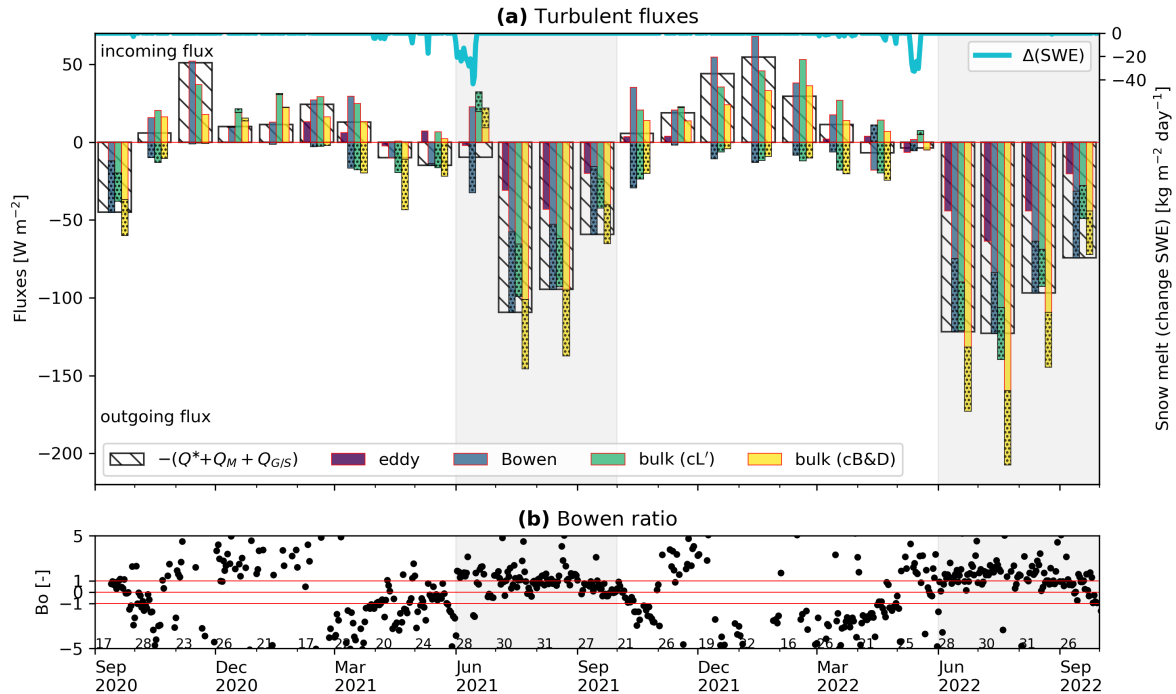 (a) Turbulent fluxes
incoming flux
Δ(SWE)
outgoing flux
−(Q*+Q_M + Q_G/S) eddy Bowen bulk (cL′) bulk (cB&D)
50
0
−50
−100
−150
−200
Fluxes [W m−2]
0
−20
−40
Snow melt (change SWE) [kg m−2 day−1]
(b) Bowen ratio
5
1
0
−1
−5
Bo [-]
17 28 23 26 21 17 20 24 28 30 31 27 21 26 19 16 26 25 28 30 26
Sep Dec Mar Jun Sep Dec Mar Jun Sep
2020 2020 2021 2021 2021 2021 2022 2022 2022